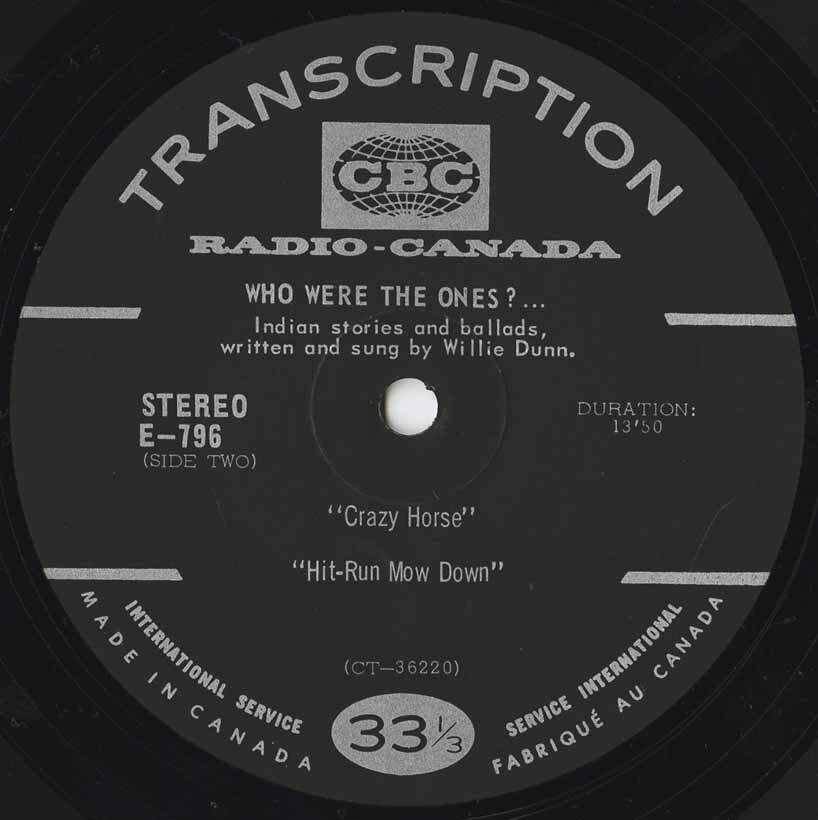 TRANSCRIPTION
CBC
RADIO-CANADA
WHO WERE THE ONES?...
Indian stories and ballads,
written and sung by Willie Dunn.
STEREO
E-796
(SIDE TWO)
DURATION:
13'50
"Crazy Horse"
"Hit-Run Mow Down"
(CT-36220)
INTERNATIONAL SERVICE
MADE IN CANADA
33 1/3
SERVICE INTERNATIONAL
FABRIQUÉ AU CANADA